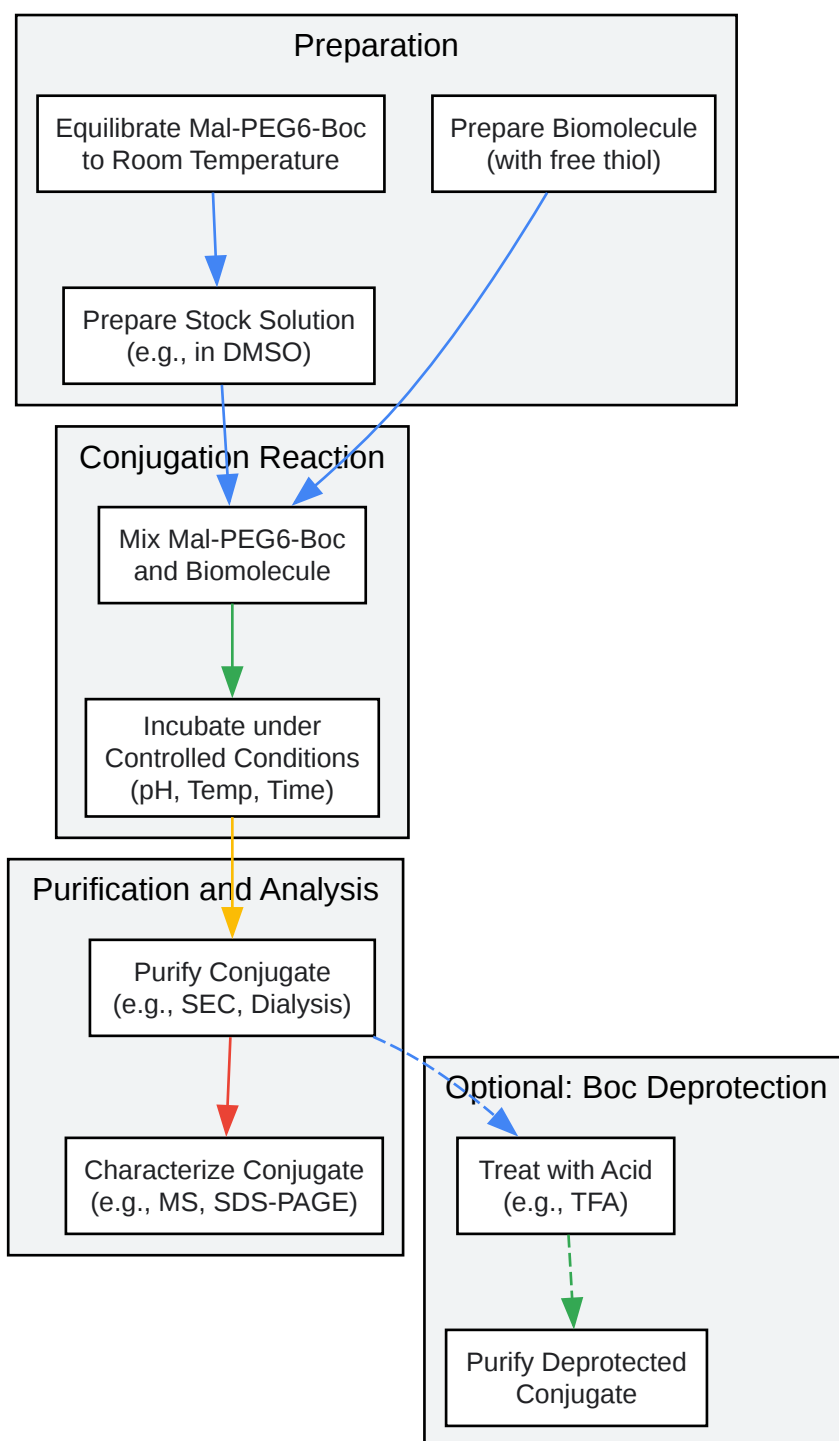 Preparation
Equilibrate Mal-PEG6-Boc
to Room Temperature
Prepare Biomolecule
(with free thiol)
Prepare Stock Solution
(e.g., in DMSO)
Conjugation Reaction
Mix Mal-PEG6-Boc
and Biomolecule
Incubate under
Controlled Conditions
(pH, Temp, Time)
Purification and Analysis
Purify Conjugate
(e.g., SEC, Dialysis)
Characterize Conjugate
(e.g., MS, SDS-PAGE)
Optional: Boc Deprotection
Treat with Acid
(e.g., TFA)
Purify Deprotected
Conjugate